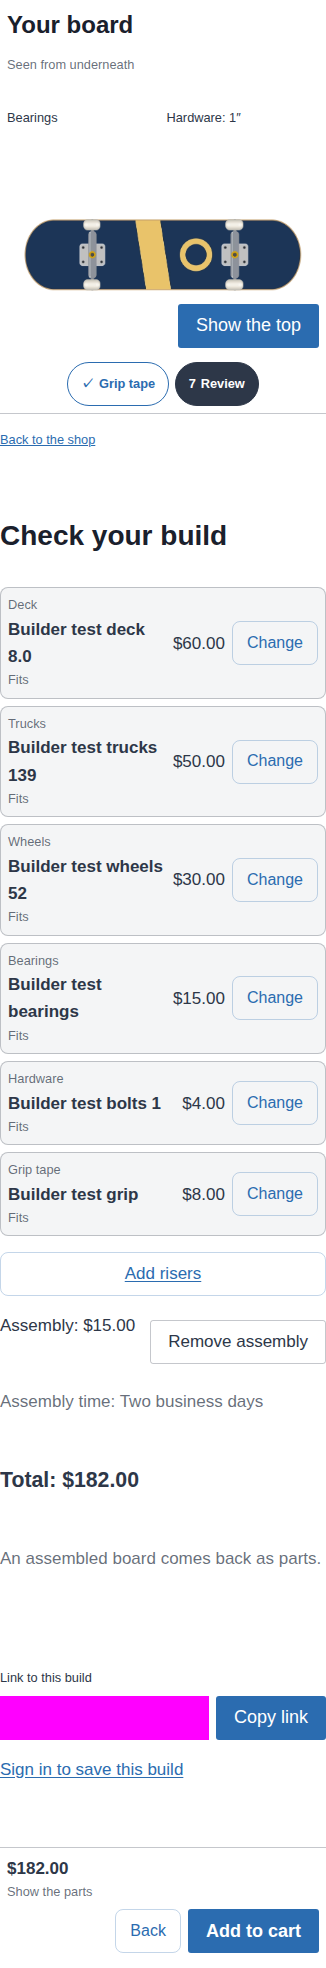 Your board
Seen from underneath
Bearings
Hardware: 1″
Show the top
✓ Grip tape
7 Review
Back to the shop
Check your build
Deck
Builder test deck
8.0
Fits
$60.00
Change
Trucks
Builder test trucks
139
Fits
$50.00
Change
Wheels
Builder test wheels
52
Fits
$30.00
Change
Bearings
Builder test
bearings
Fits
$15.00
Change
Hardware
Builder test bolts 1
Fits
$4.00
Change
Grip tape
Builder test grip
Fits
$8.00
Change
Add risers
Assembly: $15.00
Remove assembly
Assembly time: Two business days
Total: $182.00
An assembled board comes back as parts.
Link to this build
Copy link
Sign in to save this build
$182.00
Show the parts
Back
Add to cart